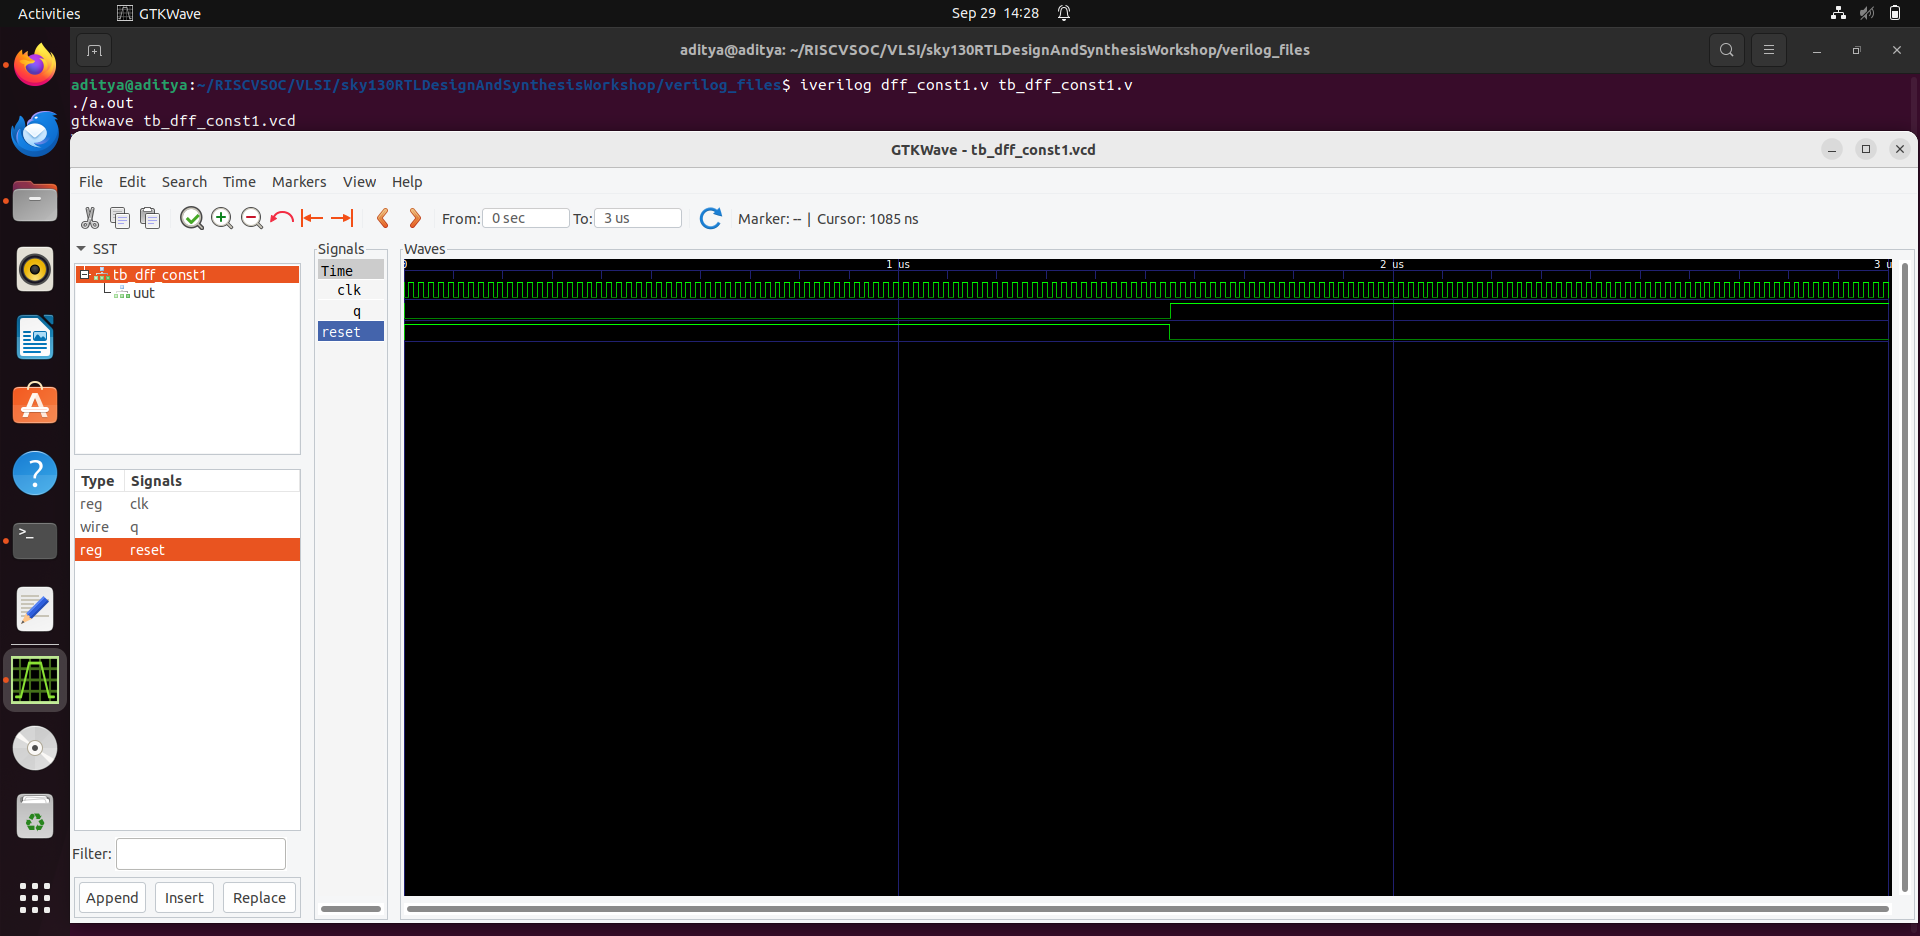 Activities GTKWave Sep 29 14:28
aditya@aditya: ~/RISCVSOC/VLSI/sky130RTLDesignAndSynthesisWorkshop/verilog_files
aditya@aditya:~/RISCVSOC/VLSI/sky130RTLDesignAndSynthesisWorkshop/verilog_files$ iverilog dff_const1.v tb_dff_const1.v
./a.out
gtkwave tb_dff_const1.vcd
GTKWave - tb_dff_const1.vcd
File Edit Search Time Markers View Help
From: 0 sec To: 3 us Marker: -- | Cursor: 1085 ns
SST
tb_dff_const1
uut
Type Signals
reg clk
wire q
reg reset
Filter:
Append Insert Replace
Signals
Time
clk
q
reset
Waves
0 1 us 2 us 3 u